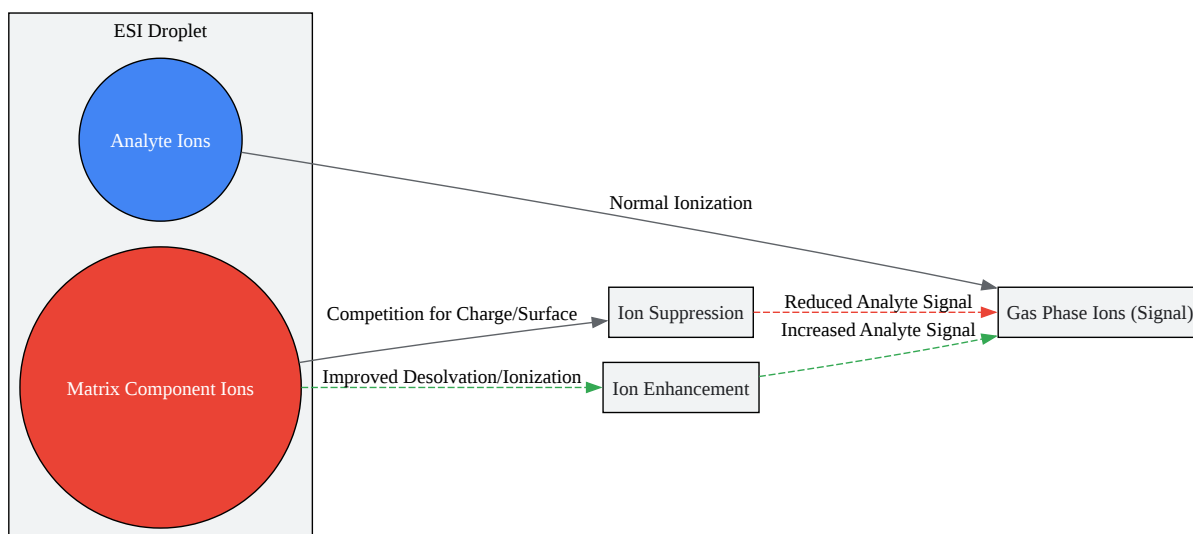 ESI Droplet
Analyte Ions
Normal Ionization
Competition for Charge/Surface
Ion Suppression
Reduced Analyte Signal
Gas Phase Ions (Signal)
Increased Analyte Signal
Matrix Component Ions
Improved Desolvation/Ionization
Ion Enhancement